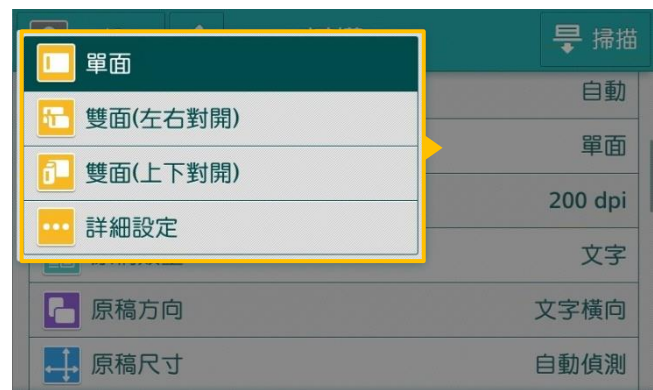 掃描
單面
雙面(左右對開)
雙面(上下對開)
詳細設定
自動
單面
200 dpi
文字
原稿方向
文字橫向
原稿尺寸
自動偵測